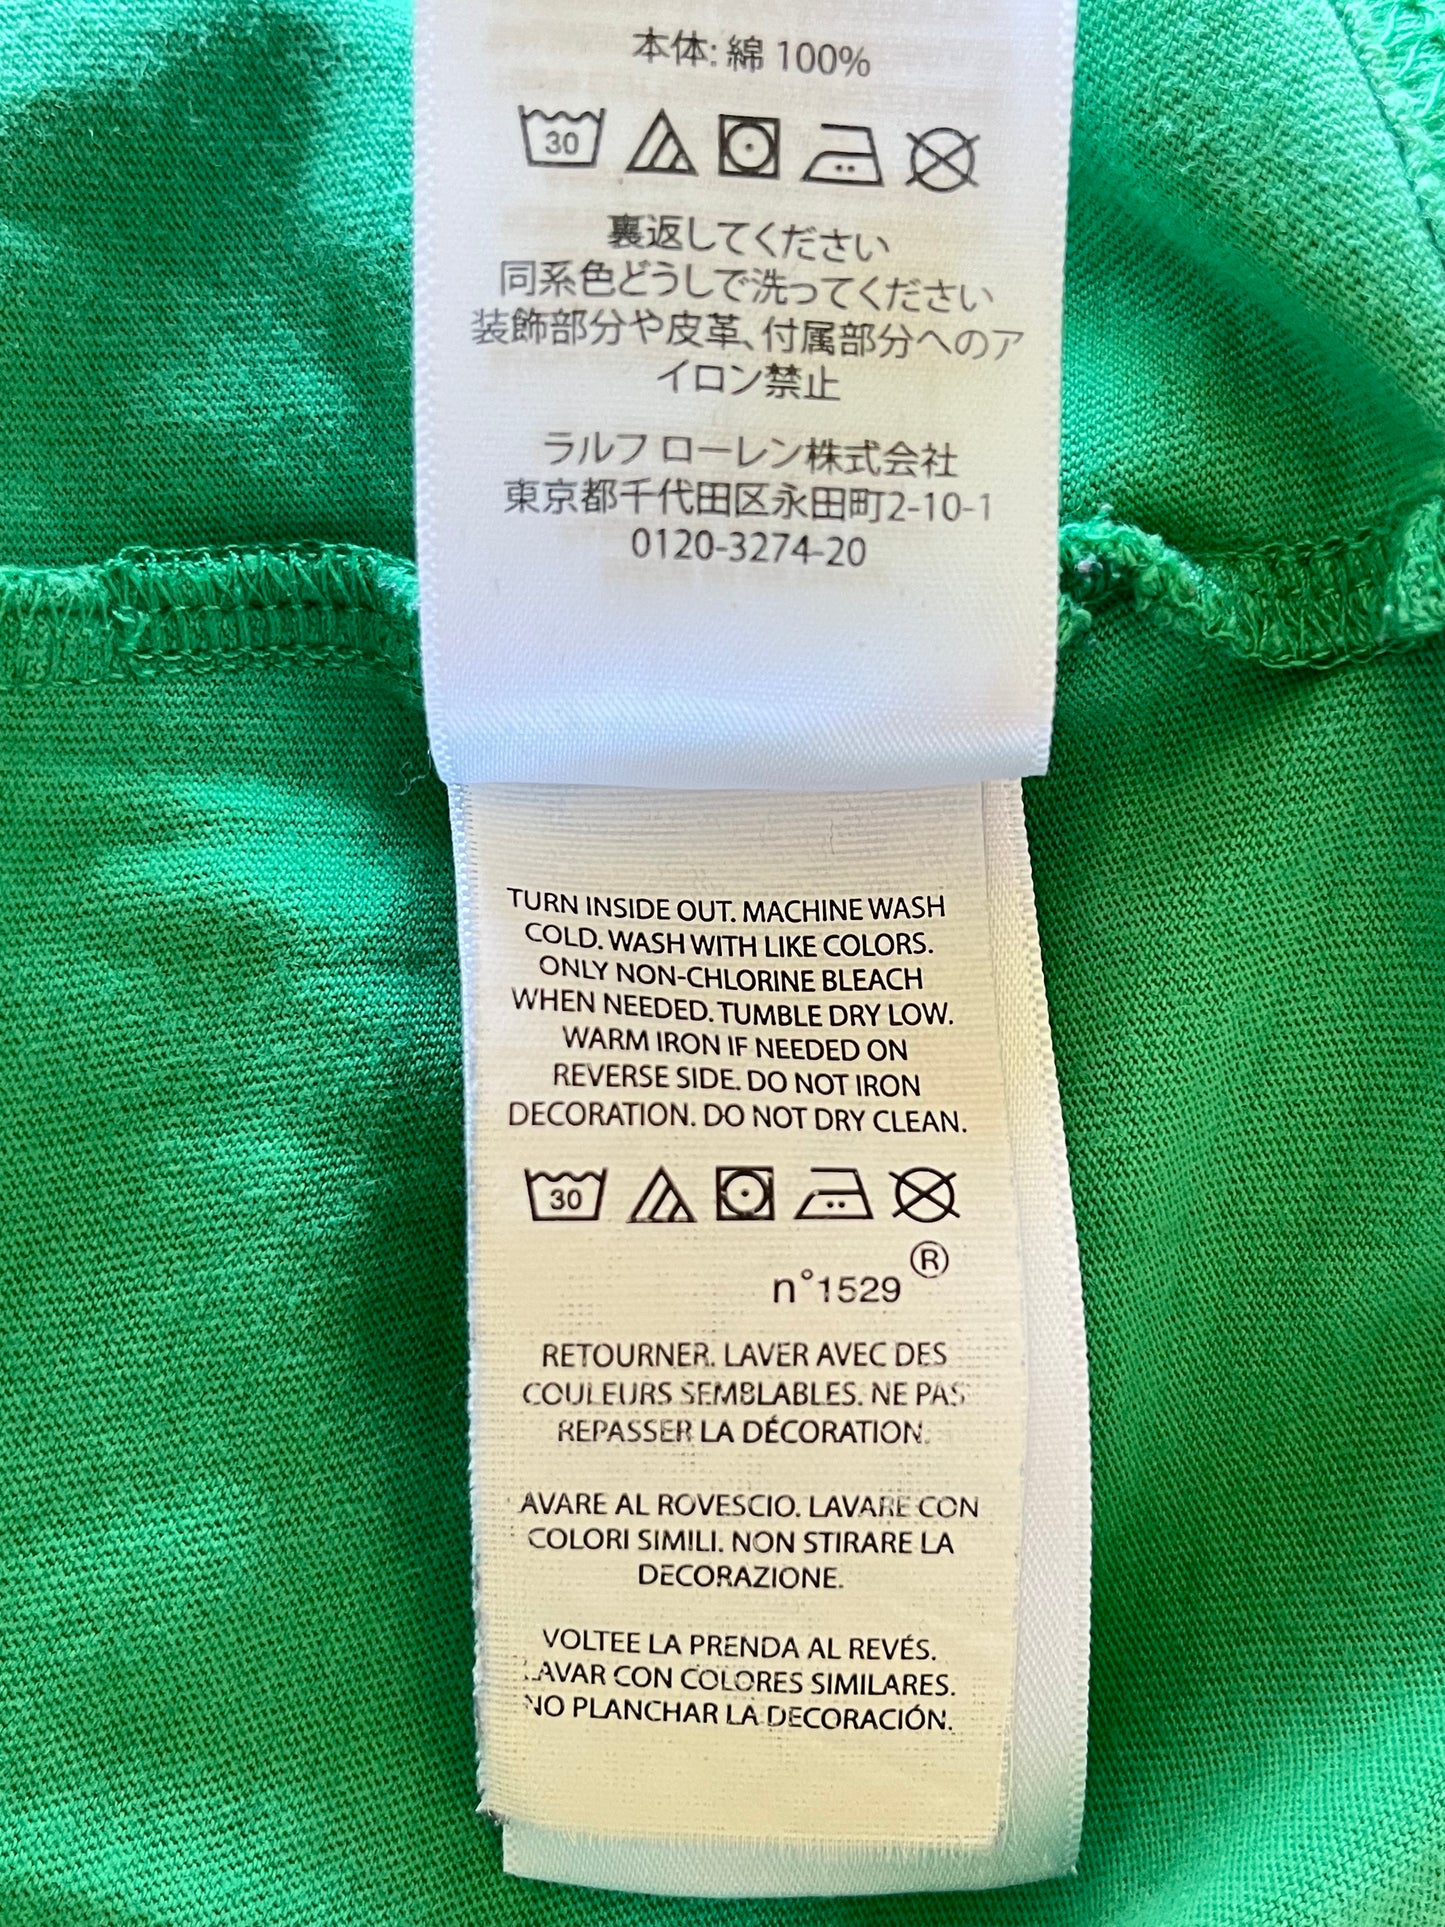 本体: 綿 100%
30
裏返してください
同系色どうしで洗ってください
装飾部分や皮革、付属部分へのア
イロン禁止
ラルフ ローレン株式会社
東京都千代田区永田町2-10-1
0120-3274-20
TURN INSIDE OUT. MACHINE WASH
COLD. WASH WITH LIKE COLORS.
ONLY NON-CHLORINE BLEACH
WHEN NEEDED. TUMBLE DRY LOW.
WARM IRON IF NEEDED ON
REVERSE SIDE. DO NOT IRON
DECORATION. DO NOT DRY CLEAN.
30
n°1529 ®
RETOURNER. LAVER AVEC DES
COULEURS SEMBLABLES. NE PAS
REPASSER LA DÉCORATION.
AVARE AL ROVESCIO. LAVARE CON
COLORI SIMILI. NON STIRARE LA
DECORAZIONE.
VOLTEE LA PRENDA AL REVÉS.
LAVAR CON COLORES SIMILARES.
NO PLANCHAR LA DECORACIÓN.